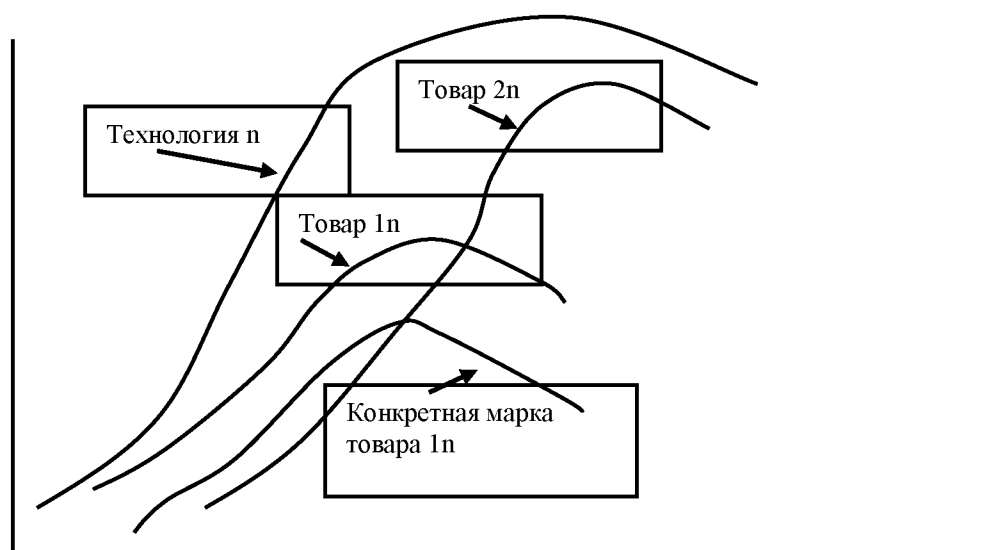 Товар 2n
Технология n
Товар 1n
Конкретная марка
товара 1n